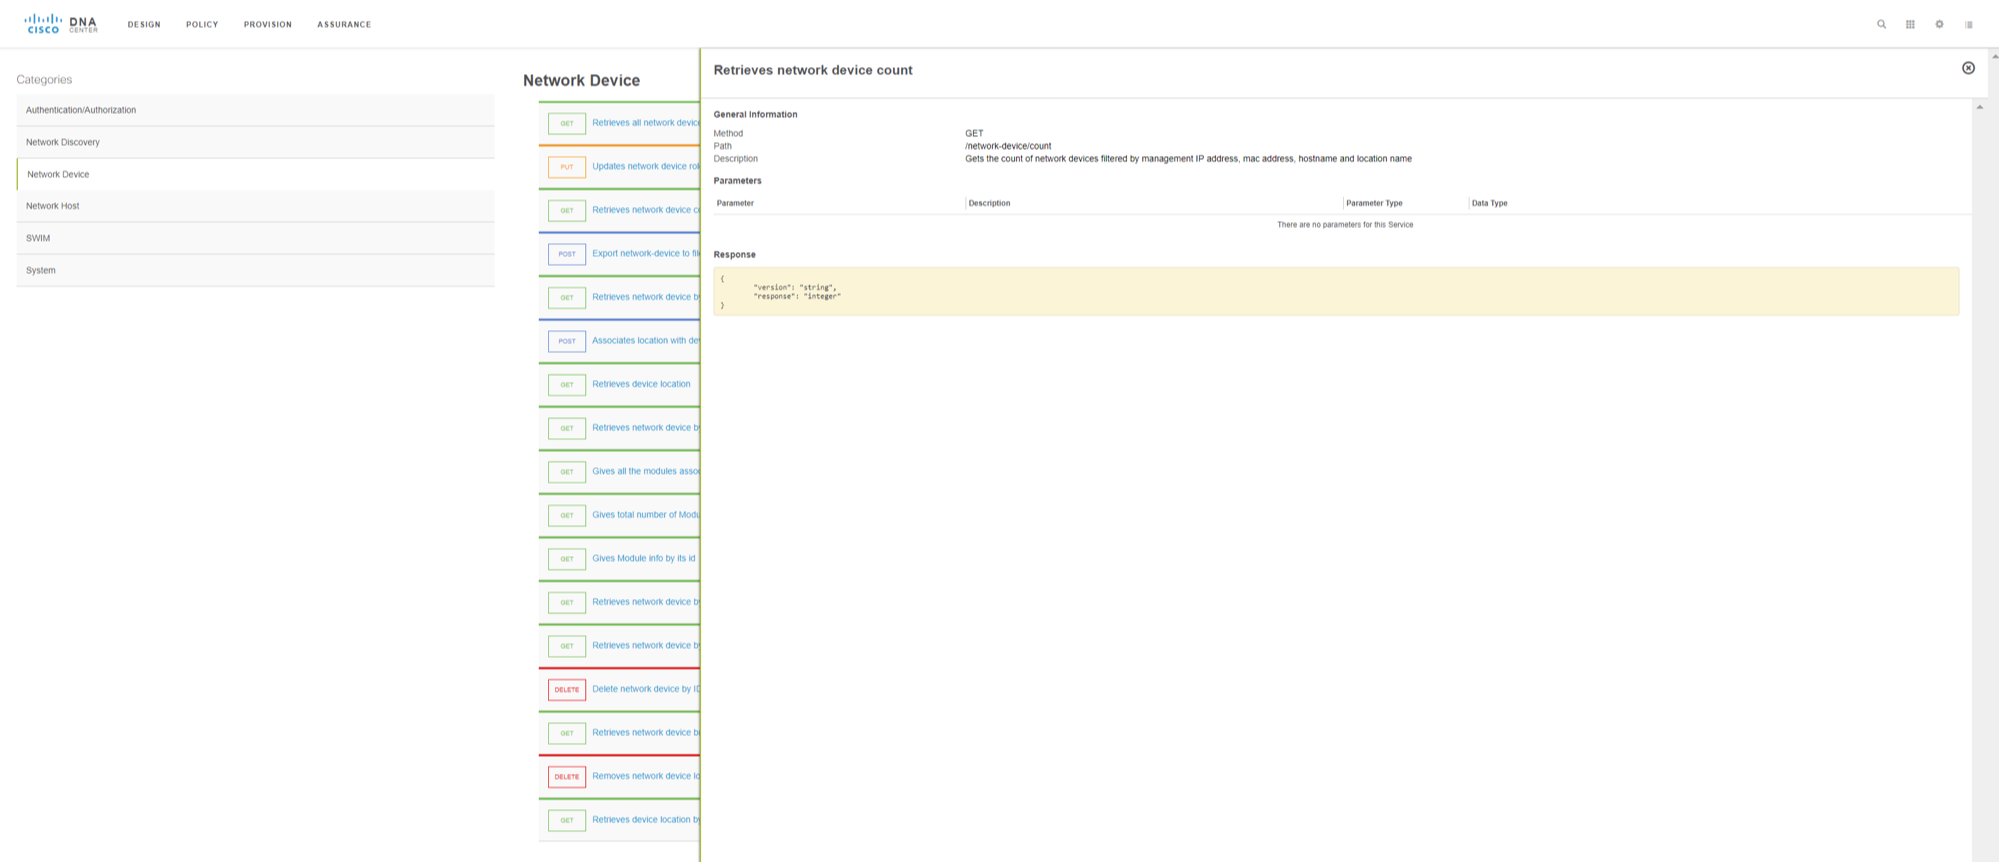 CISCO DNA CENTER DESIGN POLICY PROVISION ASSURANCE
Categories
Authentication/Authorization
Network Discovery
Network Device
Network Host
SWIM
System
Network Device
GET Retrieves all network devic
PUT Updates network device rol
GET Retrieves network device c
POST Export network-device to fil
GET Retrieves network device b
POST Associates location with de
GET Retrieves device location
GET Retrieves network device b
GET Gives all the modules asso
GET Gives total number of Modu
GET Gives Module info by its id
GET Retrieves network device b
GET Retrieves network device b
DELETE Delete network device by ID
GET Retrieves network device b
DELETE Removes network device lo
GET Retrieves device location b
Retrieves network device count
General Information
Method GET
Path /network-device/count
Description Gets the count of network devices filtered by management IP address, mac address, hostname and location name
Parameters
Parameter Description Parameter Type Data Type
There are no parameters for this Service
Response
{
"version": "string",
"response": "integer"
}